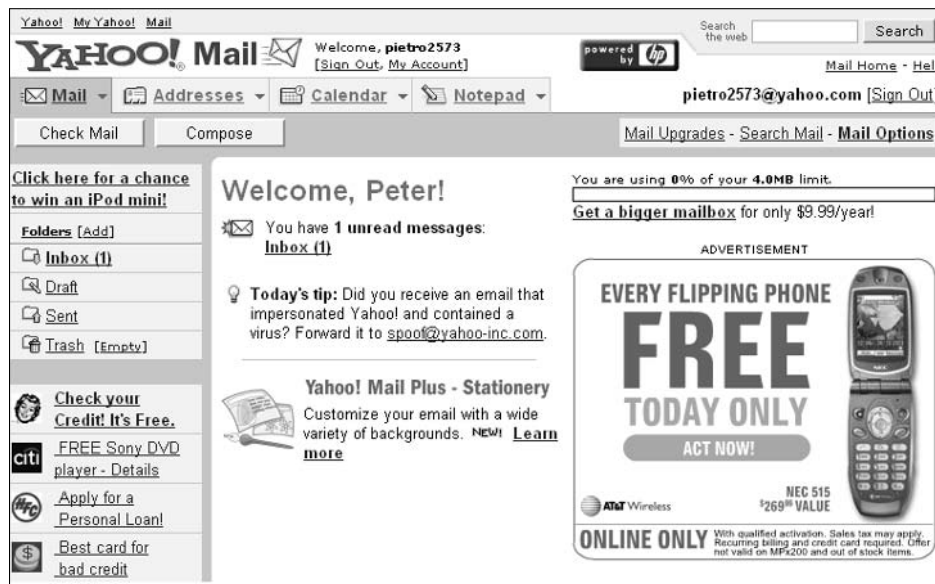 Yahoo! My Yahoo! Mail
YAHOO! Mail
Welcome, pietro2573
[Sign Out, My Account]
powered by hp
Search the web
Search
Mail Home - Hel
Mail
Addresses
Calendar
Notepad
pietro2573@yahoo.com [Sign Out]
Check Mail
Compose
Mail Upgrades - Search Mail - Mail Options
Click here for a chance
to win an iPod mini!
Folders [Add]
Inbox (1)
Draft
Sent
Trash [Empty]
Check your
Credit! It's Free.
citi
FREE Sony DVD
player - Details
HFC
Apply for a
Personal Loan!
$
Best card for
bad credit
Welcome, Peter!
You have 1 unread messages:
Inbox (1)
Today's tip: Did you receive an email that
impersonated Yahoo! and contained a
virus? Forward it to spoof@yahoo-inc.com.
Yahoo! Mail Plus - Stationery
Customize your email with a wide
variety of backgrounds. NEW! Learn
more
You are using 0% of your 4.0MB limit.
Get a bigger mailbox for only $9.99/year!
ADVERTISEMENT
EVERY FLIPPING PHONE
FREE
TODAY ONLY
ACT NOW!
AT&T Wireless
NEC 515
$269.99 VALUE
NEC
ONLINE ONLY
With qualified activation. Sales tax may apply.
Recurring billing and credit card required. Offer
not valid on MPx200 and out of stock items.